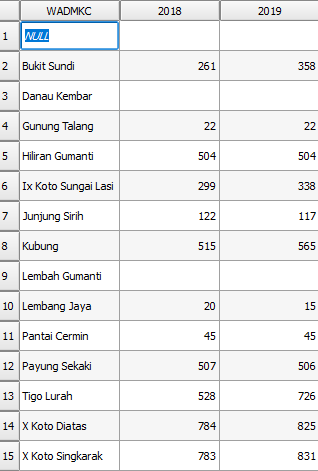 WADMKC 2018 2019
1 NULL
2 Bukit Sundi 261 358
3 Danau Kembar
4 Gunung Talang 22 22
5 Hiliran Gumanti 504 504
6 Ix Koto Sungai Lasi 299 338
7 Junjung Sirih 122 117
8 Kubung 515 565
9 Lembah Gumanti
10 Lembang Jaya 20 15
11 Pantai Cermin 45 45
12 Payung Sekaki 507 506
13 Tigo Lurah 528 726
14 X Koto Diatas 784 825
15 X Koto Singkarak 783 831